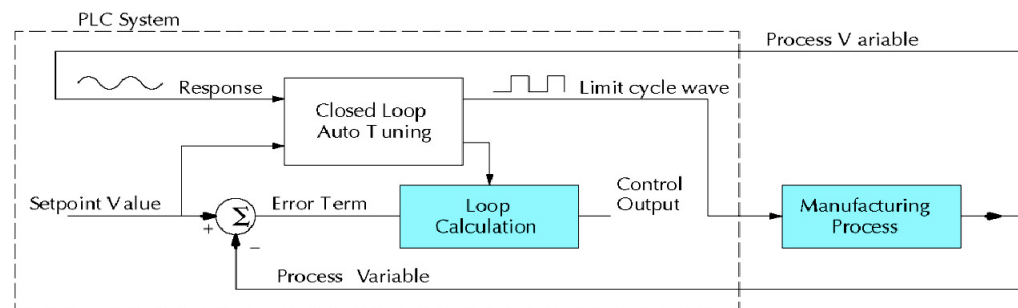 PLC System
Process V ariable
Response
Limit cycle wave
Closed Loop
Auto Tuning
Setpoint Value
Error Term
Loop
Calculation
Control
Output
Manufacturing
Process
+
Σ
−
Process Variable